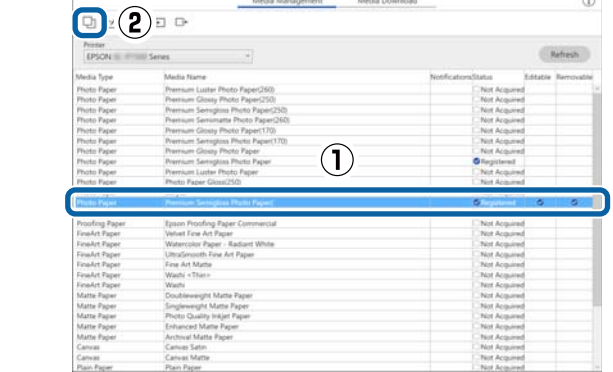 Media Management Media Download
②
Printer
EPSON Series
Refresh
Media Type Media Name Notifications Status Editable Removable
Photo Paper Premium Luster Photo Paper(260) Not Acquired
Photo Paper Premium Glossy Photo Paper(250) Not Acquired
Photo Paper Premium Semigloss Photo Paper(250) Not Acquired
Photo Paper Premium Semimatte Photo Paper(260) Not Acquired
Photo Paper Premium Glossy Photo Paper(170) Not Acquired
Photo Paper Premium Semigloss Photo Paper(170) Not Acquired
Photo Paper Premium Glossy Photo Paper Not Acquired
Photo Paper Premium Semigloss Photo Paper Registered
①
Photo Paper Premium Luster Photo Paper Not Acquired
Photo Paper Photo Paper Gloss(250) Not Acquired
Photo Paper Premium Semigloss Photo Paper( Registered
Proofing Paper Epson Proofing Paper Commercial Not Acquired
FineArt Paper Velvet Fine Art Paper Not Acquired
FineArt Paper Watercolor Paper - Radiant White Not Acquired
FineArt Paper UltraSmooth Fine Art Paper Not Acquired
FineArt Paper Fine Art Matte Not Acquired
FineArt Paper Washi <Thin> Not Acquired
FineArt Paper Washi Not Acquired
Matte Paper Doubleweight Matte Paper Not Acquired
Matte Paper Singleweight Matte Paper Not Acquired
Matte Paper Photo Quality Inkjet Paper Not Acquired
Matte Paper Enhanced Matte Paper Not Acquired
Matte Paper Archival Matte Paper Not Acquired
Canvas Canvas Satin Not Acquired
Canvas Canvas Matte Not Acquired
Plain Paper Plain Paper Not Acquired